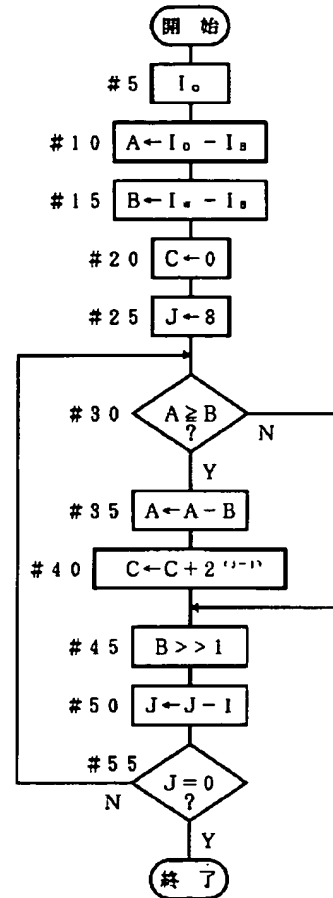 開 始
#5 I₀
#10 A←I₀－I_B
#15 B←I_w－I_B
#20 C←0
#25 J←8
#30 A≧B
? N
Y
#35 A←A－B
#40 C←C＋2⁽ᴶ⁻¹⁾
#45 B＞＞1
#50 J←J－1
#55 J＝0
N ?
Y
終 了